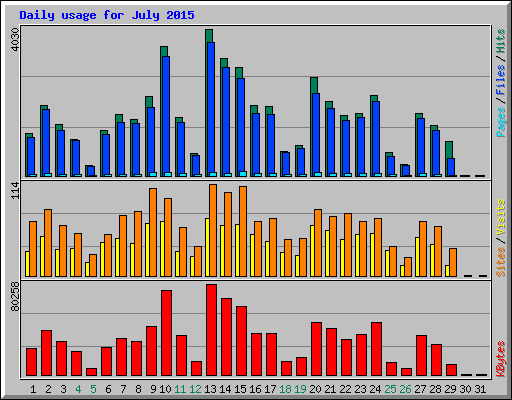 Daily usage for July 2015
4030
Pages / Files / Hits
114
Sites / Visits
80258
KBytes
1 2 3 4 5 6 7 8 9 10 11 12 13 14 15 16 17 18 19 20 21 22 23 24 25 26 27 28 29 30 31